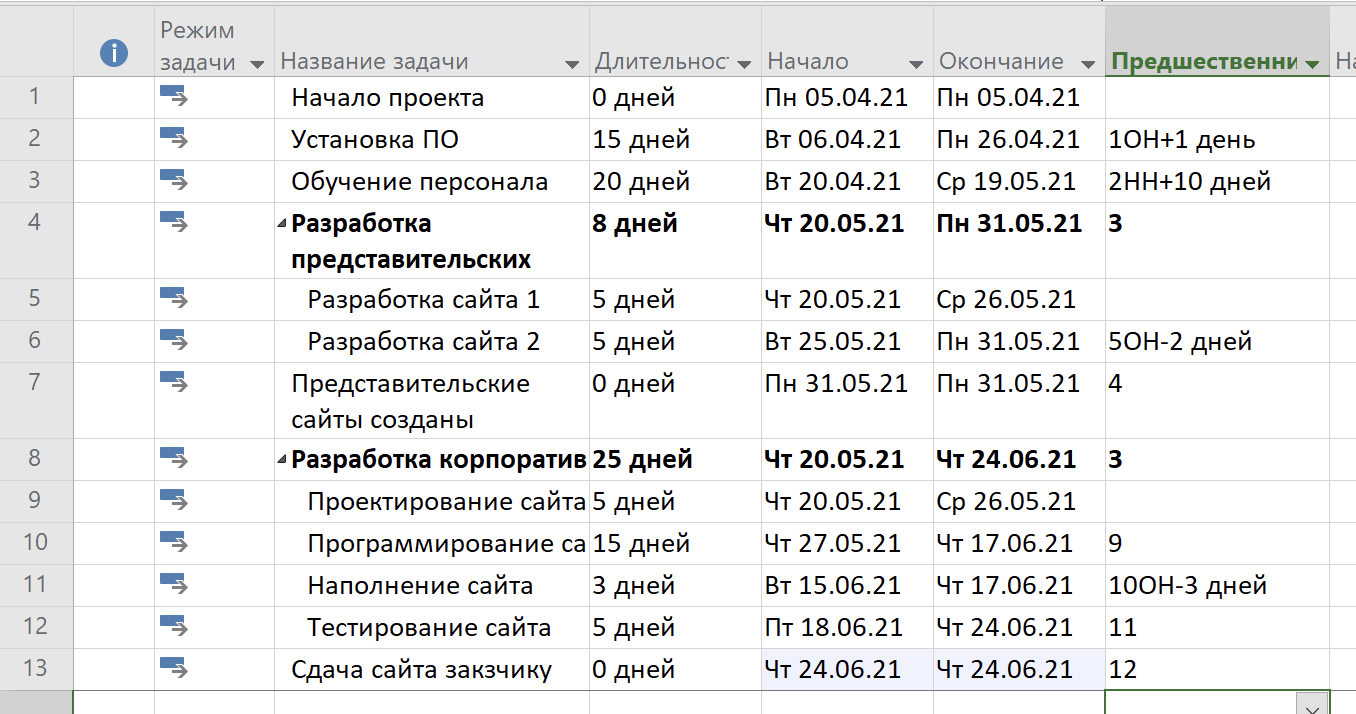 Режим задачи Название задачи Длительнос Начало Окончание Предшественни На
1 Начало проекта 0 дней Пн 05.04.21 Пн 05.04.21
2 Установка ПО 15 дней Вт 06.04.21 Пн 26.04.21 1ОН+1 день
3 Обучение персонала 20 дней Вт 20.04.21 Ср 19.05.21 2НН+10 дней
4 Разработка 8 дней Чт 20.05.21 Пн 31.05.21 3
представительских
5 Разработка сайта 1 5 дней Чт 20.05.21 Ср 26.05.21
6 Разработка сайта 2 5 дней Вт 25.05.21 Пн 31.05.21 5ОН-2 дней
7 Представительские 0 дней Пн 31.05.21 Пн 31.05.21 4
сайты созданы
8 Разработка корпоратив 25 дней Чт 20.05.21 Чт 24.06.21 3
9 Проектирование сайта 5 дней Чт 20.05.21 Ср 26.05.21
10 Программирование са 15 дней Чт 27.05.21 Чт 17.06.21 9
11 Наполнение сайта 3 дней Вт 15.06.21 Чт 17.06.21 10ОН-3 дней
12 Тестирование сайта 5 дней Пт 18.06.21 Чт 24.06.21 11
13 Сдача сайта закзчику 0 дней Чт 24.06.21 Чт 24.06.21 12